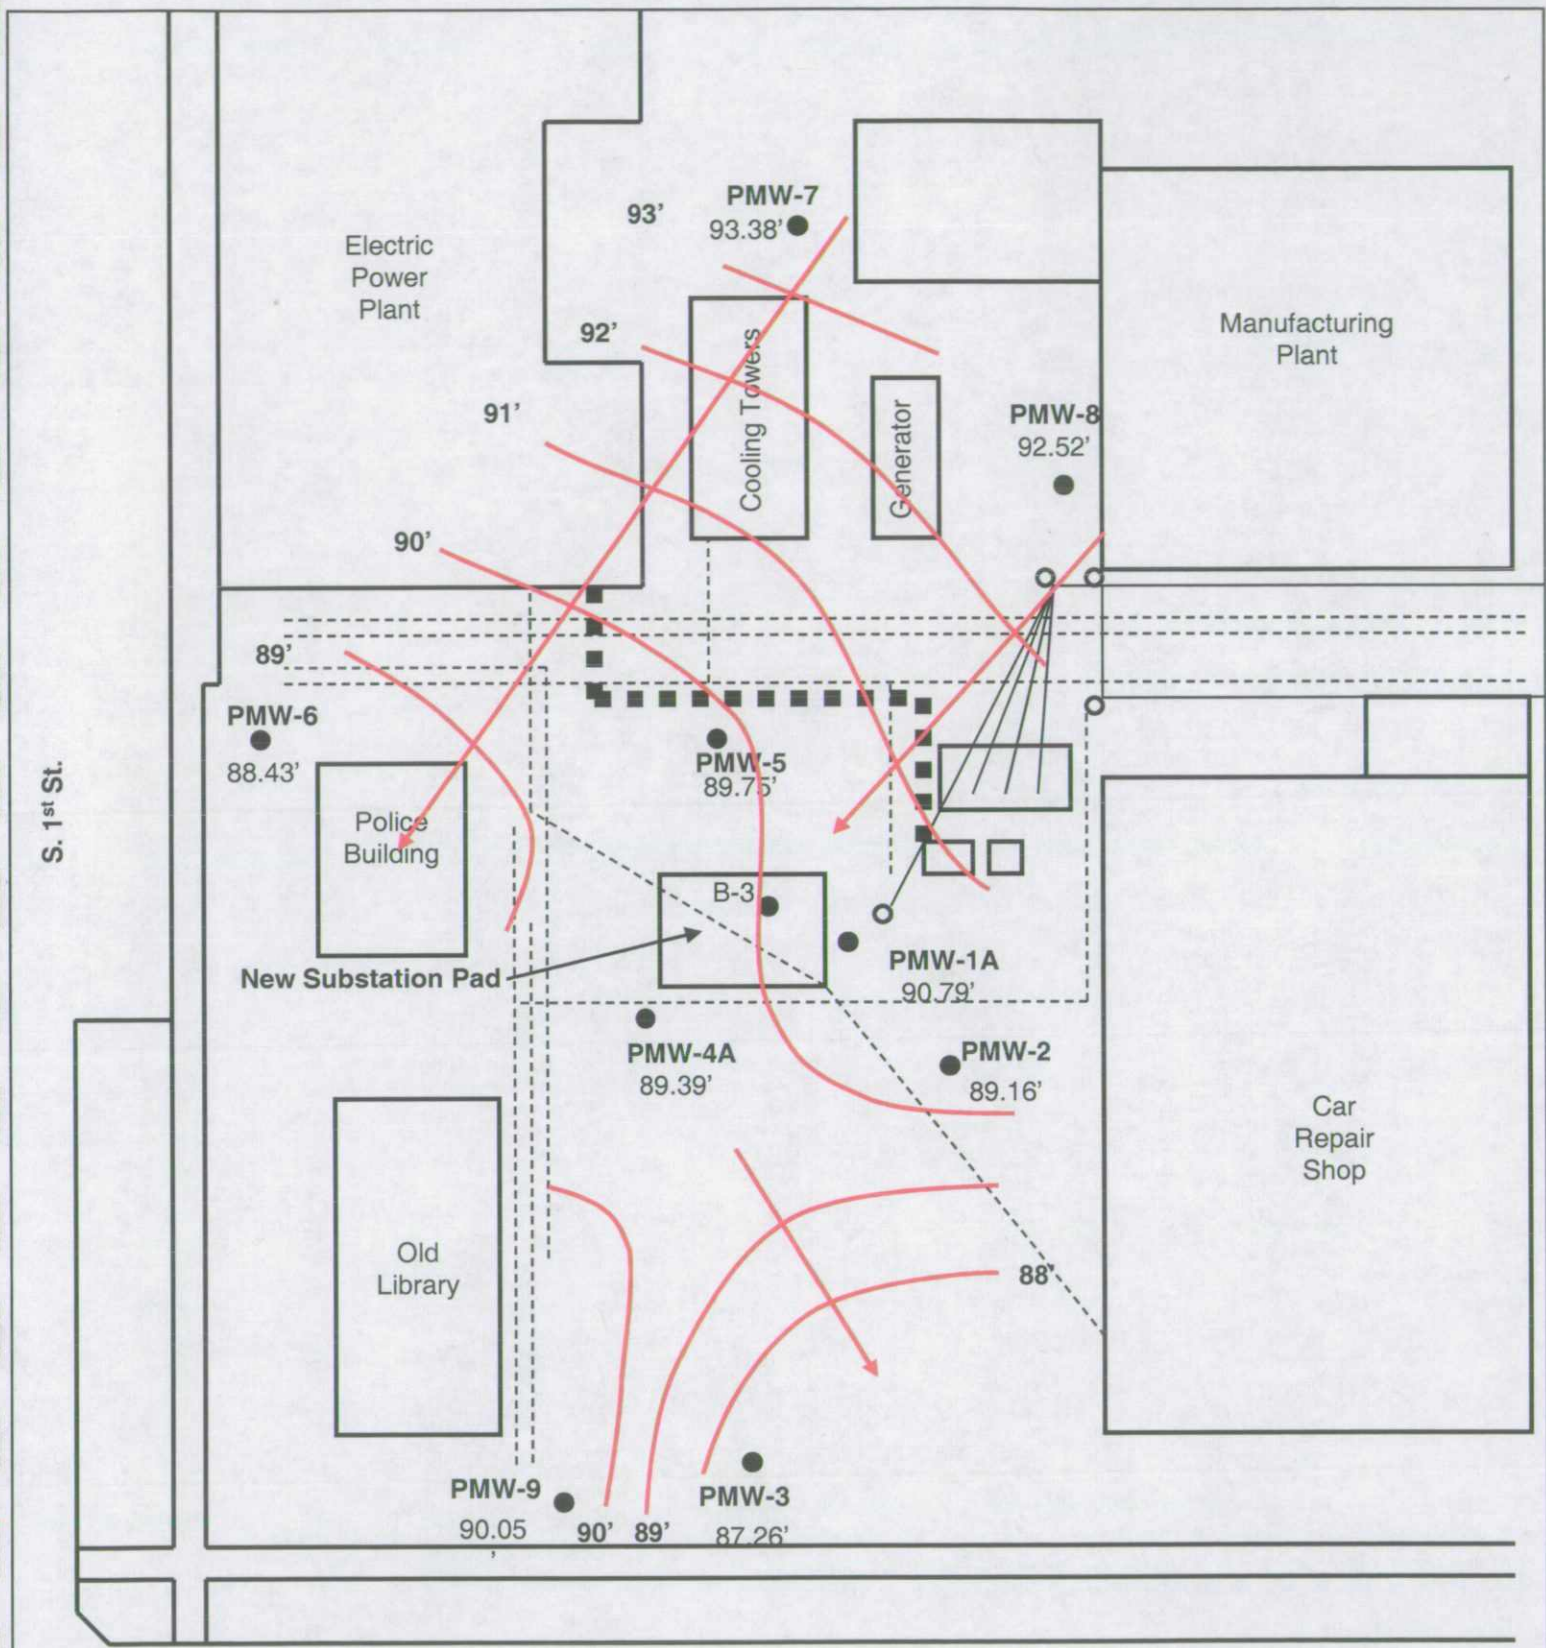 PMW-7
93'
93.38'
Electric
Power
Plant
92'
Manufacturing
Plant
Cooling Towers
91'
Generator
PMW-8
92.52'
90'
89'
PMW-6
88.43'
PMW-5
89.75'
S. 1st St.
Police
Building
B-3
New Substation Pad
PMW-1A
90.79'
PMW-4A
89.39'
PMW-2
89.16'
Car
Repair
Shop
Old
Library
88'
PMW-9
90.05
'
90'
89'
PMW-3
87.26'